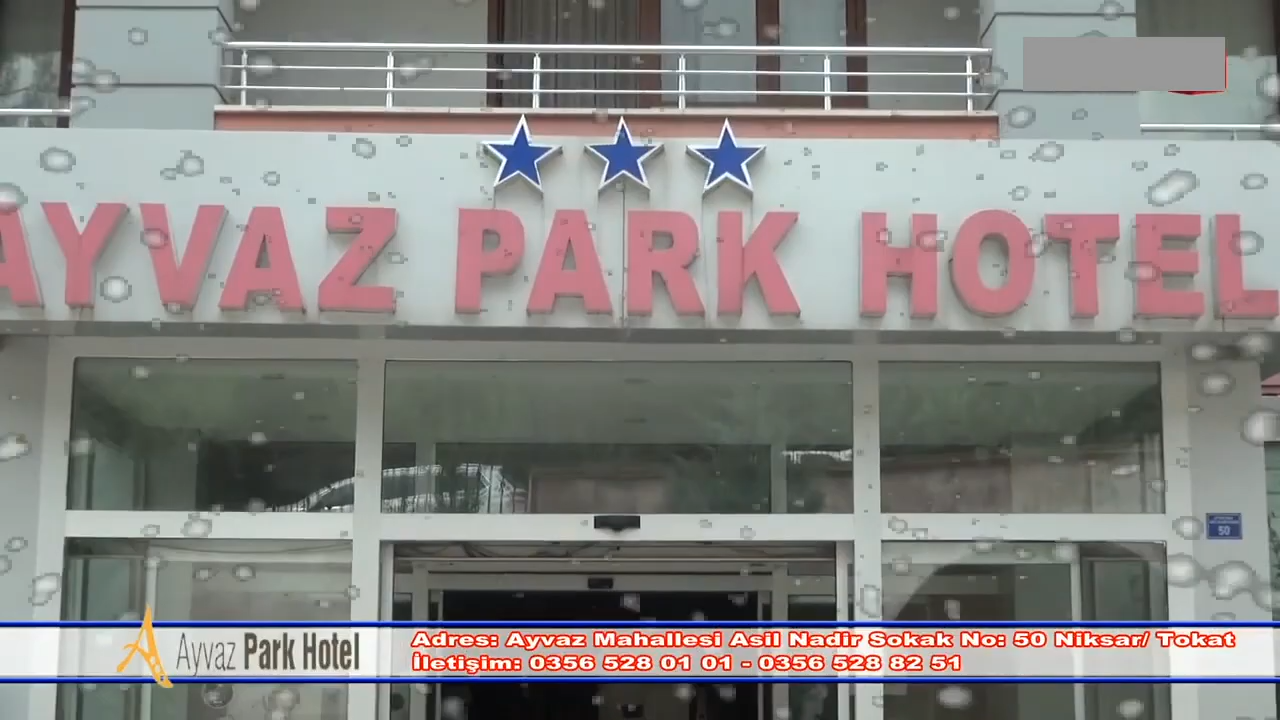 AYVAZ PARK HOTEL
50
Ayvaz Park Hotel
Adres: Ayvaz Mahallesi Asil Nadir Sokak No: 50 Niksar/ Tokat
İletişim: 0356 528 01 01 - 0356 528 82 51